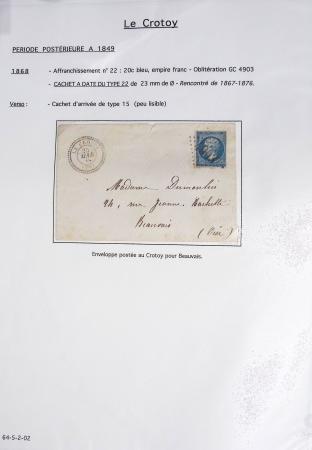 Le Crotoy
PERIODE POSTÉRIEURE A 1849
1868 - Affranchissement n° 22 : 20c bleu, empire franc - Oblitération GC 4903
- CACHET A DATE DU TYPE 22 de 23 mm de Ø - Rencontré de 1867-1876.
Verso : - Cachet d'arrivée de type 15 (peu lisible)
Madame Dumoulin
24, rue Jeanne Hachette
Beauvais
(Oise)
Enveloppe postée au Crotoy pour Beauvais.
64-S-2-02